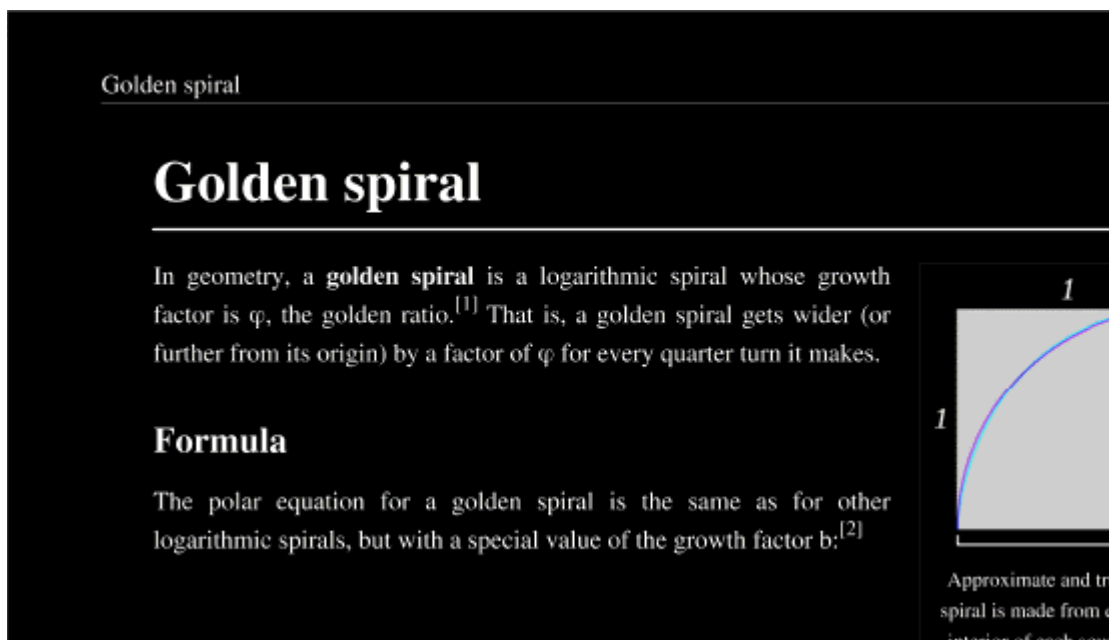 Golden spiral
Golden spiral
In geometry, a golden spiral is a logarithmic spiral whose growth
factor is φ, the golden ratio.[1] That is, a golden spiral gets wider (or
further from its origin) by a factor of φ for every quarter turn it makes.
Formula
The polar equation for a golden spiral is the same as for other
logarithmic spirals, but with a special value of the growth factor b:[2]
1
1
Approximate and
spiral is made from